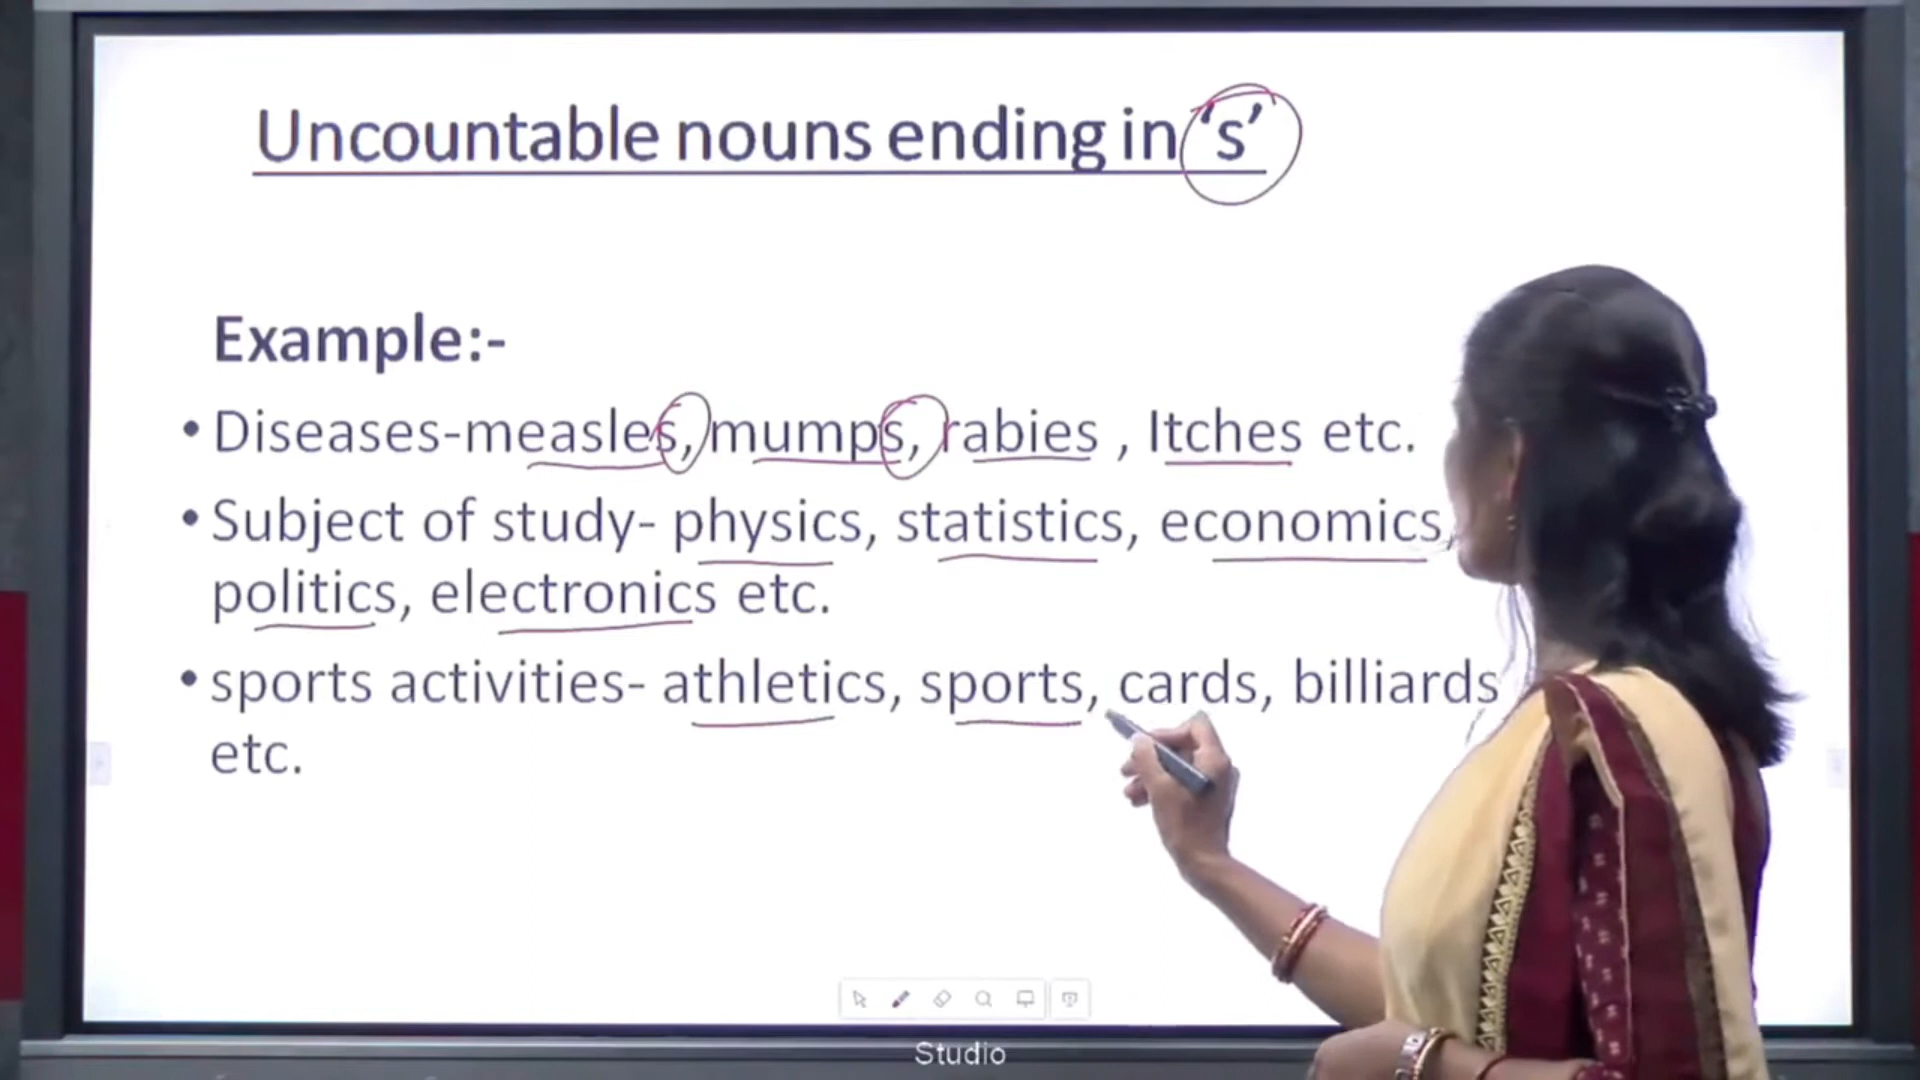 Uncountable nouns ending in 's'
Example:-
• Diseases-measles, mumps, rabies , Itches etc.
• Subject of study- physics, statistics, economics,
politics, electronics etc.
• sports activities- athletics, sports, cards, billiards
etc.
Studio